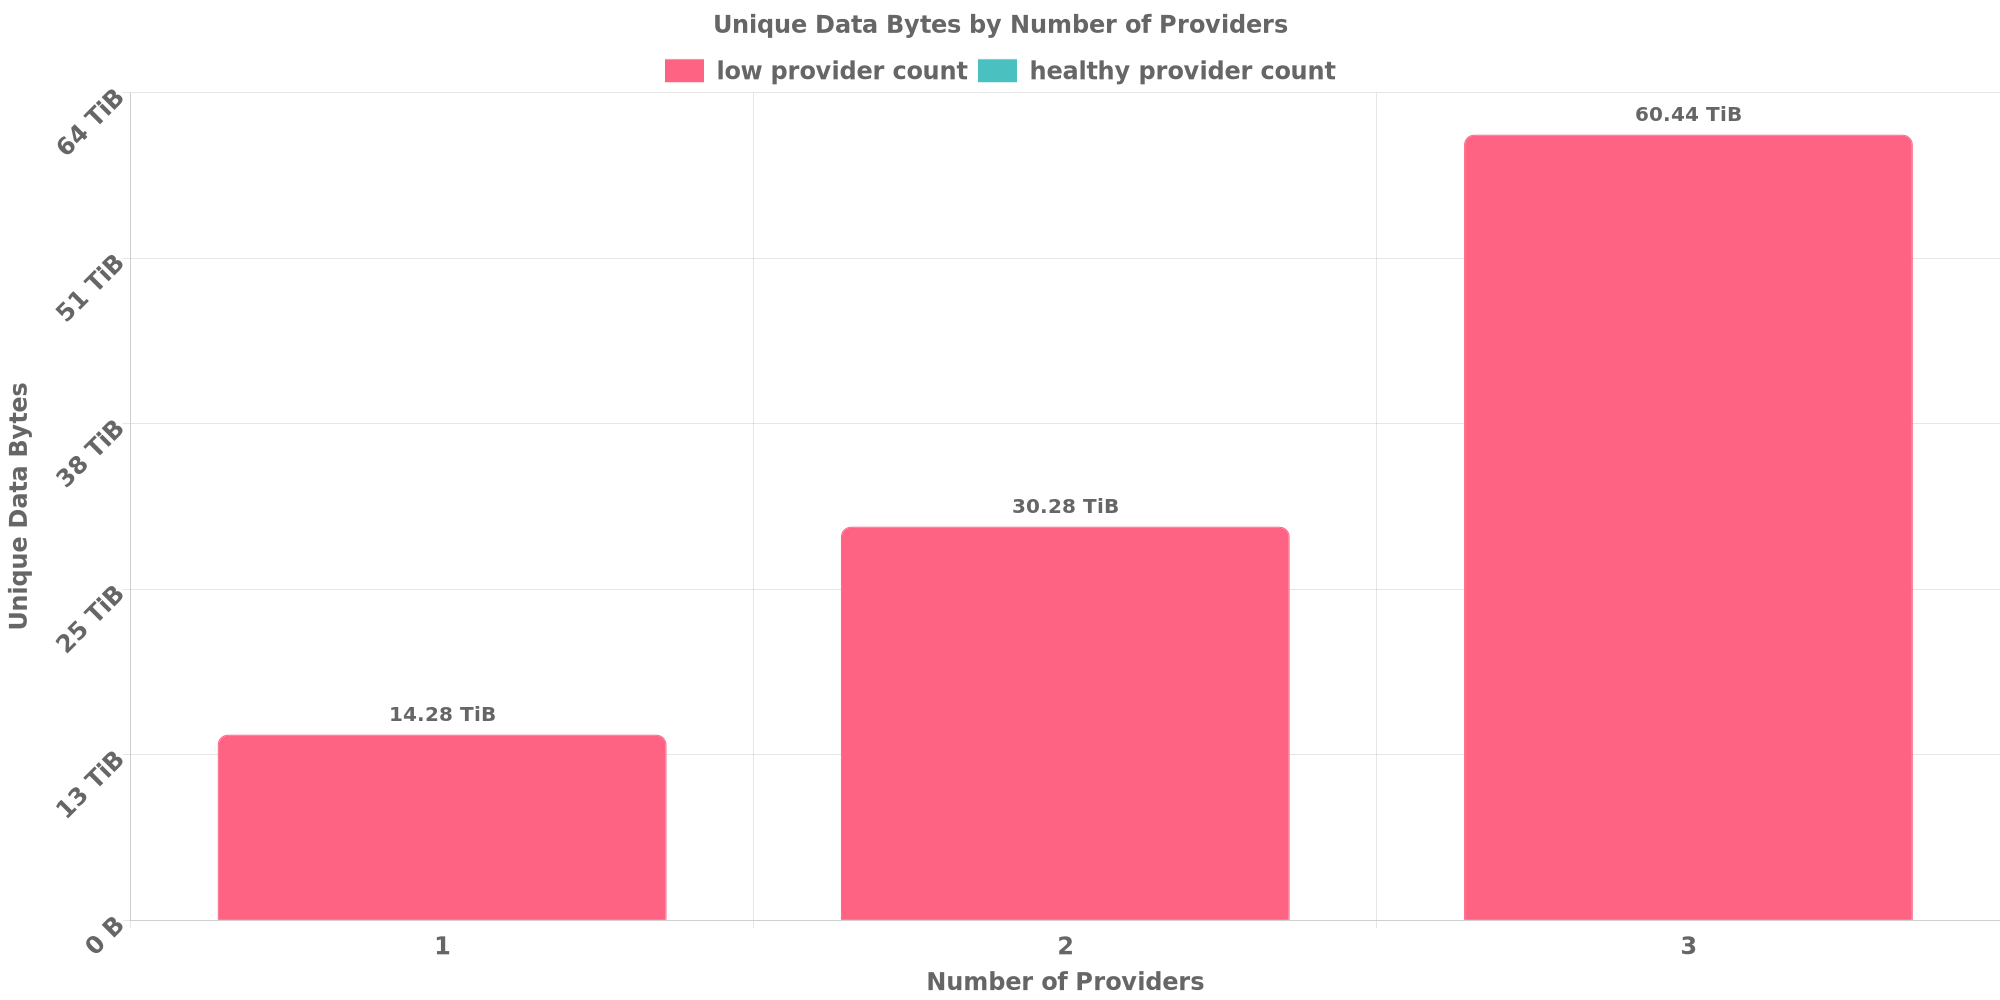 Unique Data Bytes by Number of Providers
low provider count healthy provider count
64 TiB
51 TiB
38 TiB
25 TiB
13 TiB
0 B
Unique Data Bytes
14.28 TiB
30.28 TiB
60.44 TiB
1 2 3
Number of Providers